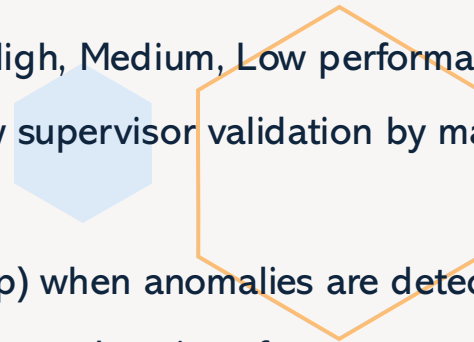 High, Medium, Low performa
supervisor validation by ma
p) when anomalies are detec